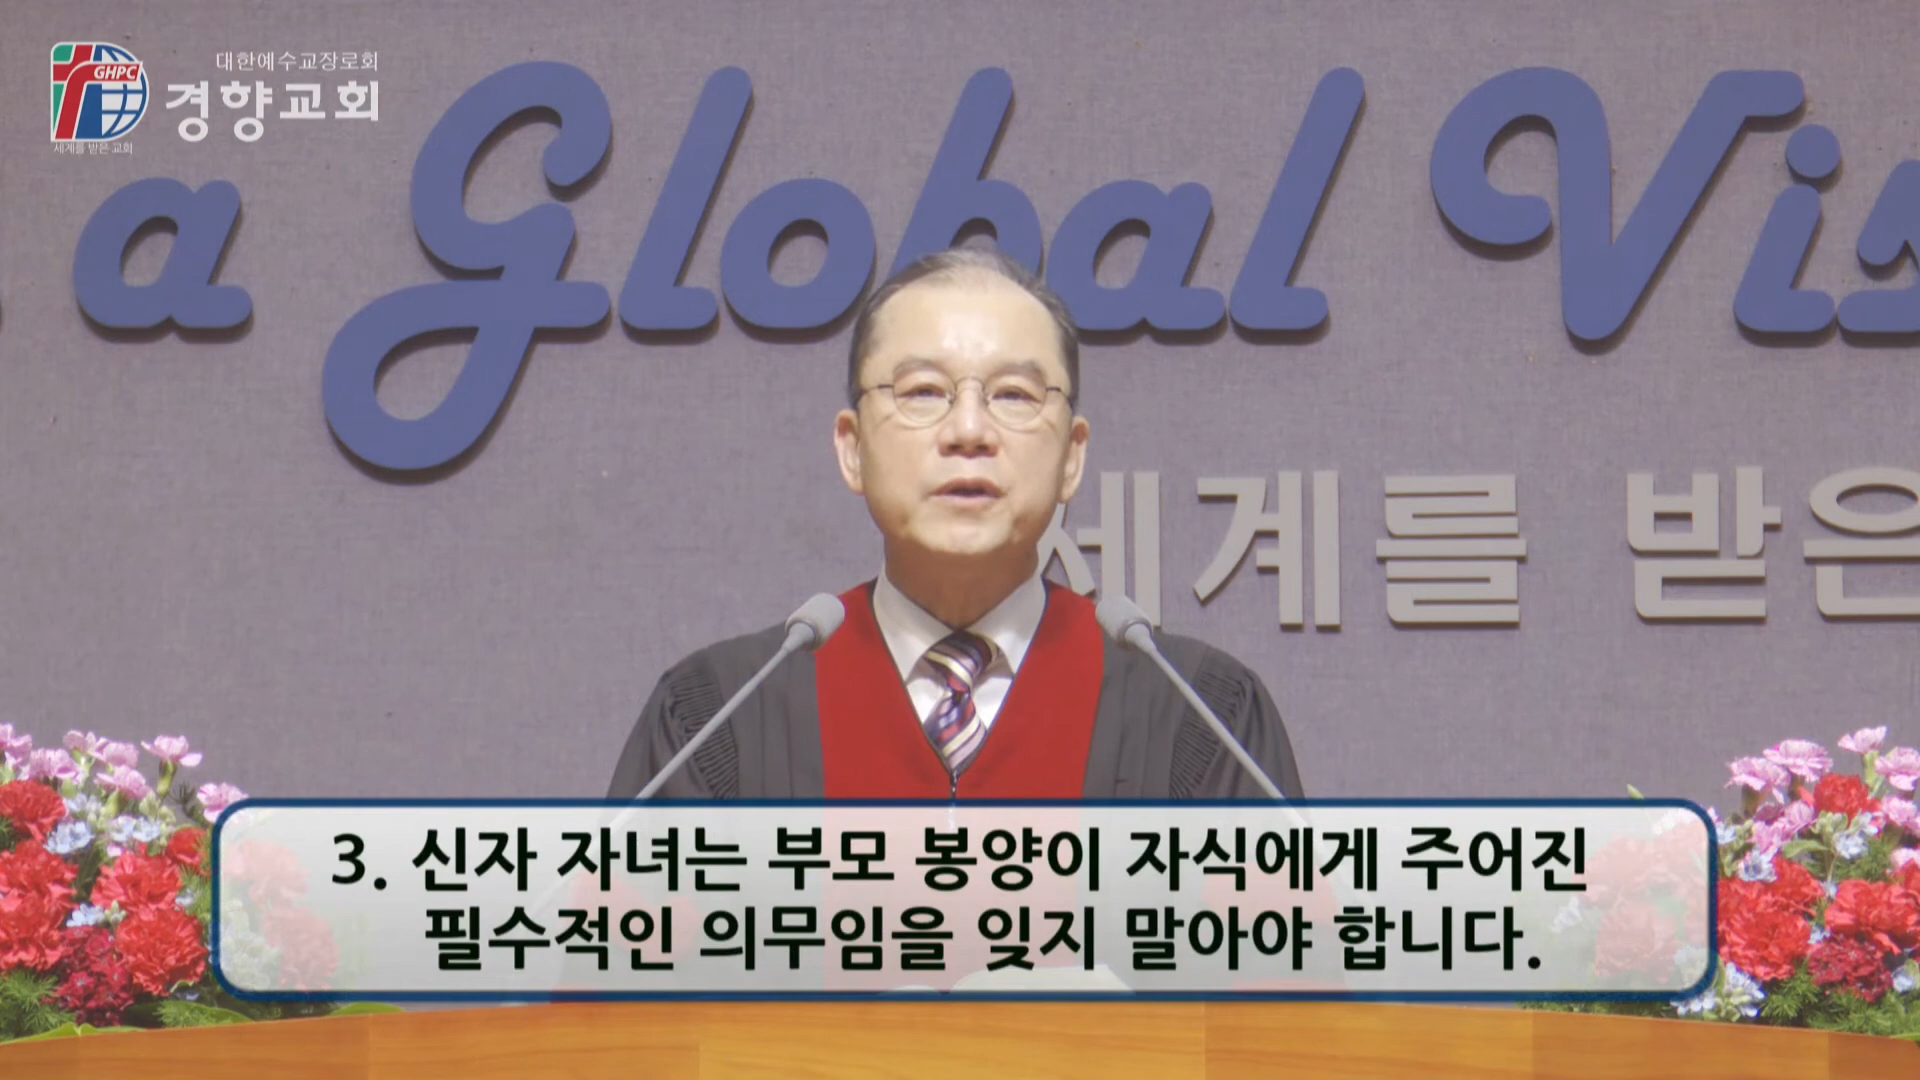 대한예수교장로회
GHPC
경향교회
세계를 받은 교회
a Global Vis
세계를 받은
3. 신자 자녀는 부모 봉양이 자식에게 주어진
필수적인 의무임을 잊지 말아야 합니다.